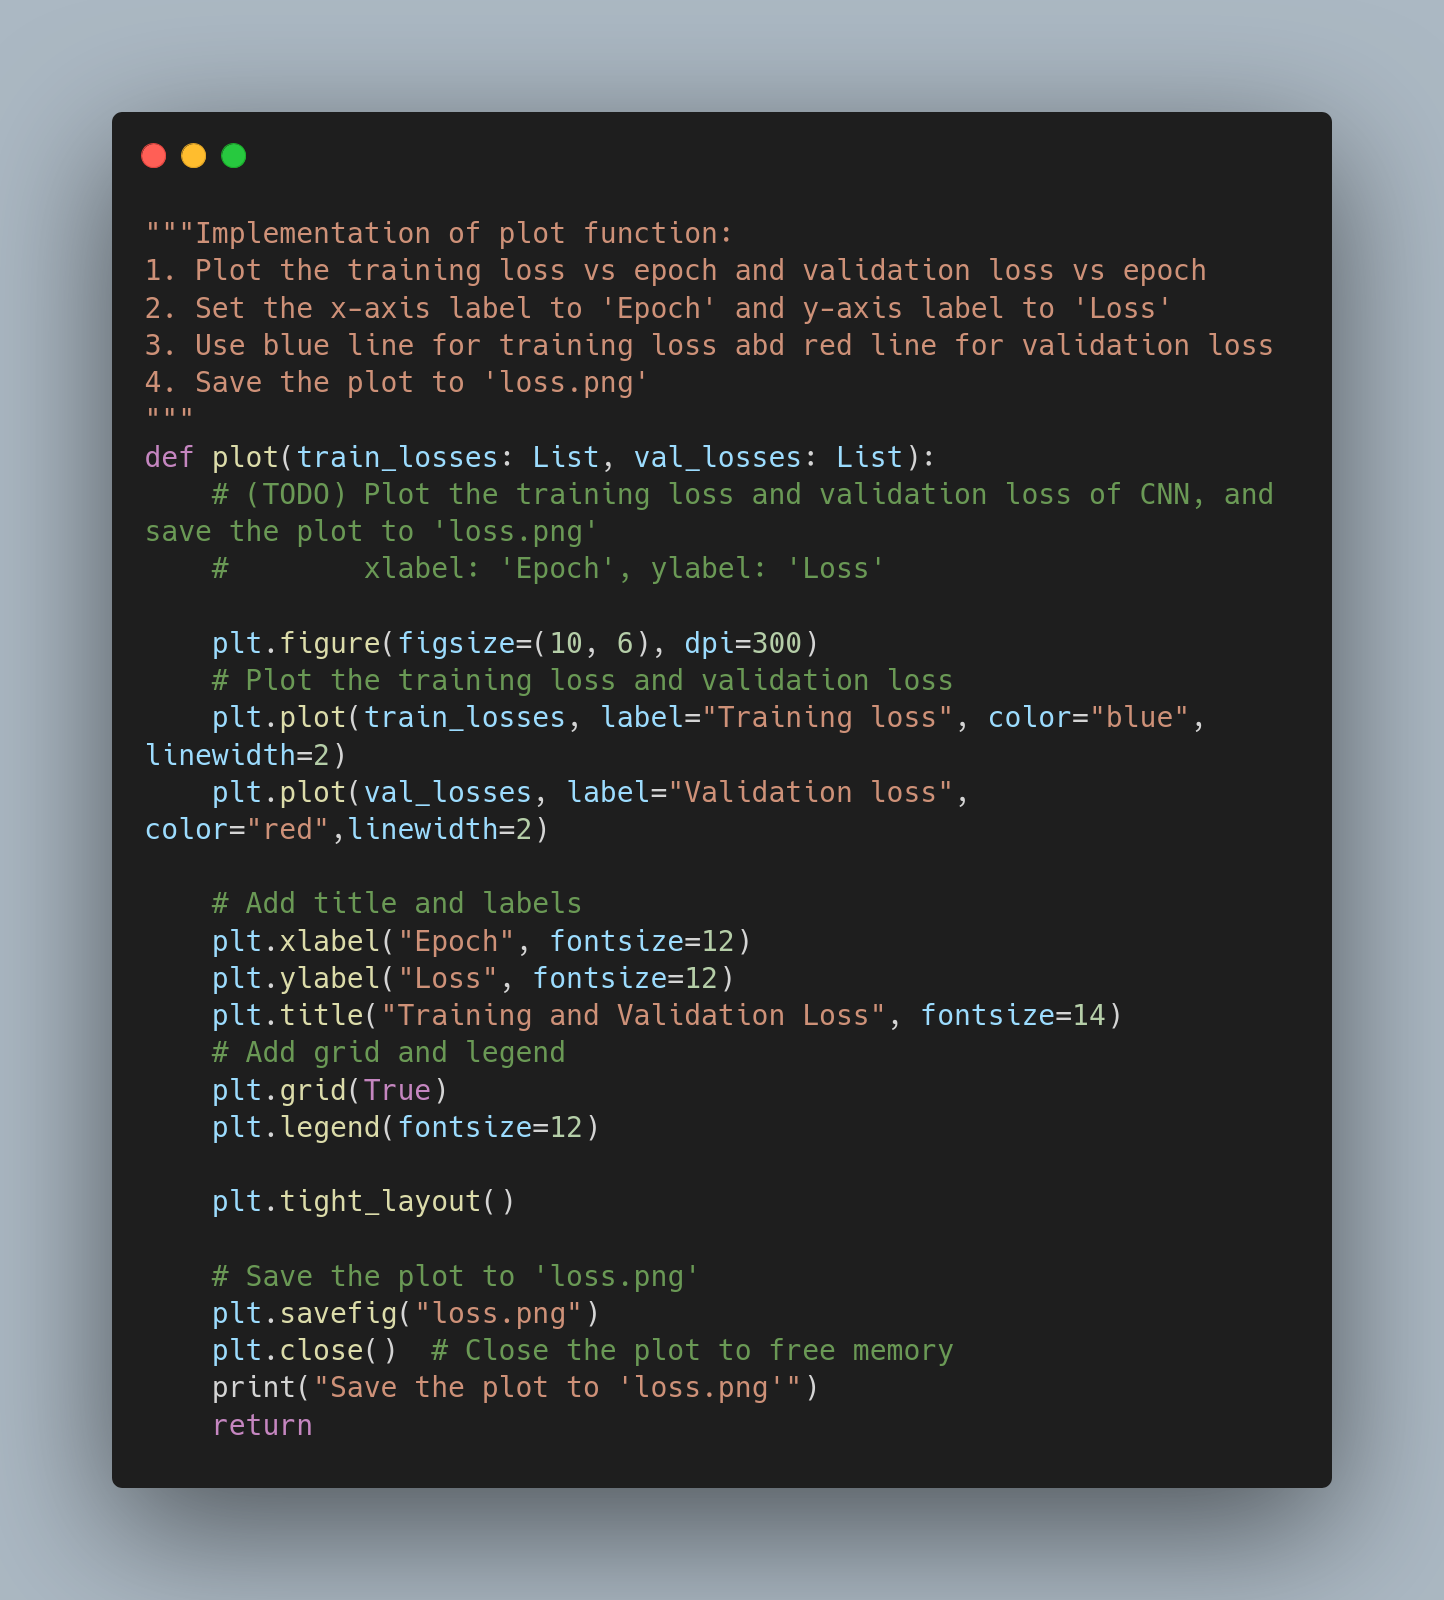 """Implementation of plot function:
1. Plot the training loss vs epoch and validation loss vs epoch
2. Set the x-axis label to 'Epoch' and y-axis label to 'Loss'
3. Use blue line for training loss abd red line for validation loss
4. Save the plot to 'loss.png'
"""
def plot(train_losses: List, val_losses: List):
    # (TODO) Plot the training loss and validation loss of CNN, and
save the plot to 'loss.png'
    #        xlabel: 'Epoch', ylabel: 'Loss'

    plt.figure(figsize=(10, 6), dpi=300)
    # Plot the training loss and validation loss
    plt.plot(train_losses, label="Training loss", color="blue",
linewidth=2)
    plt.plot(val_losses, label="Validation loss",
color="red",linewidth=2)

    # Add title and labels
    plt.xlabel("Epoch", fontsize=12)
    plt.ylabel("Loss", fontsize=12)
    plt.title("Training and Validation Loss", fontsize=14)
    # Add grid and legend
    plt.grid(True)
    plt.legend(fontsize=12)

    plt.tight_layout()

    # Save the plot to 'loss.png'
    plt.savefig("loss.png")
    plt.close()  # Close the plot to free memory
    print("Save the plot to 'loss.png'")
    return